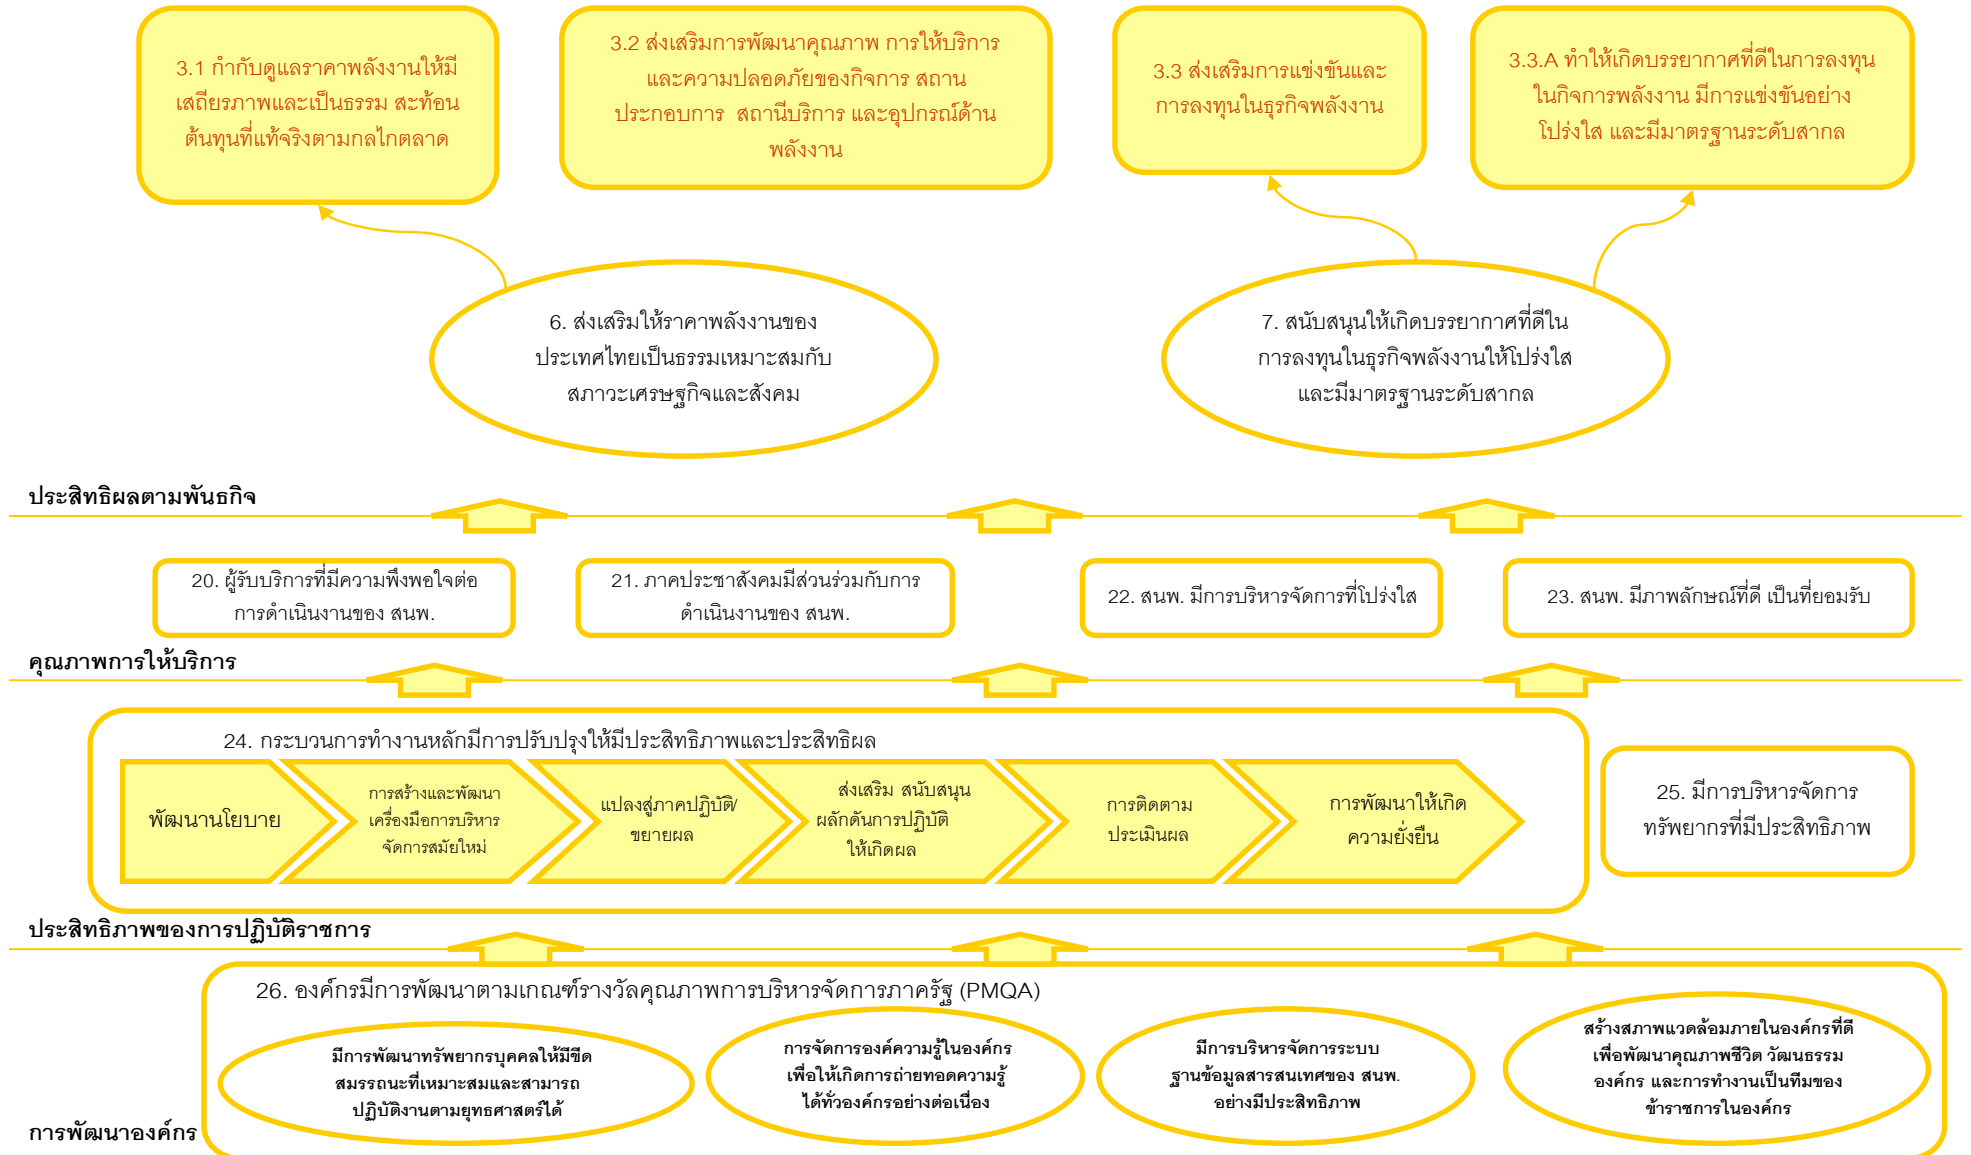 3.1 กำกับดูแลราคาพลังงานให้มี
เสถียรภาพและเป็นธรรม สะท้อน
ต้นทุนที่แท้จริงตามกลไกตลาด
3.2 ส่งเสริมการพัฒนาคุณภาพ การให้บริการ
และความปลอดภัยของกิจการ สถาน
ประกอบการ สถานีบริการ และอุปกรณ์ด้าน
พลังงาน
3.3 ส่งเสริมการแข่งขันและ
การลงทุนในธุรกิจพลังงาน
3.3.A ทำให้เกิดบรรยากาศที่ดีในการลงทุน
ในกิจการพลังงาน มีการแข่งขันอย่าง
โปร่งใส และมีมาตรฐานระดับสากล
6. ส่งเสริมให้ราคาพลังงานของ
ประเทศไทยเป็นธรรมเหมาะสมกับ
สภาวะเศรษฐกิจและสังคม
7. สนับสนุนให้เกิดบรรยากาศที่ดีใน
การลงทุนในธุรกิจพลังงานให้โปร่งใส
และมีมาตรฐานระดับสากล
ประสิทธิผลตามพันธกิจ
20. ผู้รับบริการที่มีความพึงพอใจต่อ
การดำเนินงานของ สนพ.
21. ภาคประชาสังคมมีส่วนร่วมกับการ
ดำเนินงานของ สนพ.
22. สนพ. มีการบริหารจัดการที่โปร่งใส
23. สนพ. มีภาพลักษณ์ที่ดี เป็นที่ยอมรับ
คุณภาพการให้บริการ
24. กระบวนการทำงานหลักมีการปรับปรุงให้มีประสิทธิภาพและประสิทธิผล
พัฒนานโยบาย
การสร้างและพัฒนา
เครื่องมือการบริหาร
จัดการสมัยใหม่
แปลงสู่ภาคปฏิบัติ/
ขยายผล
ส่งเสริม สนับสนุน
ผลักดันการปฏิบัติ
ให้เกิดผล
การติดตาม
ประเมินผล
การพัฒนาให้เกิด
ความยั่งยืน
25. มีการบริหารจัดการ
ทรัพยากรที่มีประสิทธิภาพ
ประสิทธิภาพของการปฏิบัติราชการ
26. องค์กรมีการพัฒนาตามเกณฑ์รางวัลคุณภาพการบริหารจัดการภาครัฐ (PMQA)
มีการพัฒนาทรัพยากรบุคคลให้มีขีด
สมรรถนะที่เหมาะสมและสามารถ
ปฏิบัติงานตามยุทธศาสตร์ได้
การจัดการองค์ความรู้ในองค์กร
เพื่อให้เกิดการถ่ายทอดความรู้
ได้ทั่วองค์กรอย่างต่อเนื่อง
มีการบริหารจัดการระบบ
ฐานข้อมูลสารสนเทศของ สนพ.
อย่างมีประสิทธิภาพ
สร้างสภาพแวดล้อมภายในองค์กรที่ดี
เพื่อพัฒนาคุณภาพชีวิต วัฒนธรรม
องค์กร และการทำงานเป็นทีมของ
ข้าราชการในองค์กร
การพัฒนาองค์กร